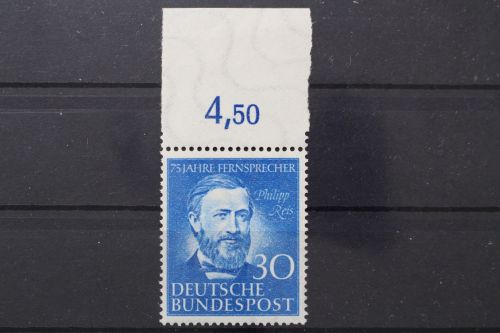 4,50
75 JAHRE FERNSPRECHER
Philipp
Reis
30
DEUTSCHE
BUNDESPOST